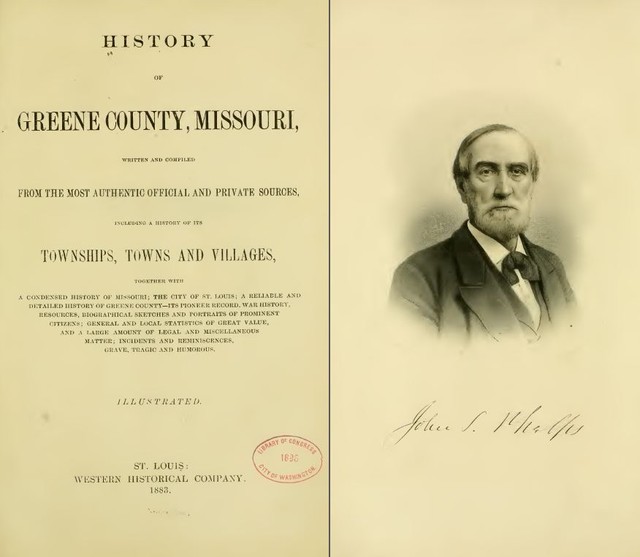 HISTORY
OF
GREENE COUNTY, MISSOURI,
WRITTEN AND COMPILED
FROM THE MOST AUTHENTIC OFFICIAL AND PRIVATE SOURCES,
INCLUDING A HISTORY OF ITS
TOWNSHIPS, TOWNS AND VILLAGES,
TOGETHER WITH
A CONDENSED HISTORY OF MISSOURI; THE CITY OF ST. LOUIS; A RELIABLE AND
DETAILED HISTORY OF GREENE COUNTY—ITS PIONEER RECORD, WAR HISTORY,
RESOURCES, BIOGRAPHICAL SKETCHES AND PORTRAITS OF PROMINENT
CITIZENS; GENERAL AND LOCAL STATISTICS OF GREAT VALUE,
AND A LARGE AMOUNT OF LEGAL AND MISCELLANEOUS
MATTER; INCIDENTS AND REMINISCENCES,
GRAVE, TRAGIC AND HUMOROUS.
ILLUSTRATED.
LIBRARY OF CONGRESS
CITY OF WASHINGTON
ST. LOUIS:
WESTERN HISTORICAL COMPANY.
1883.
John S. Phelps